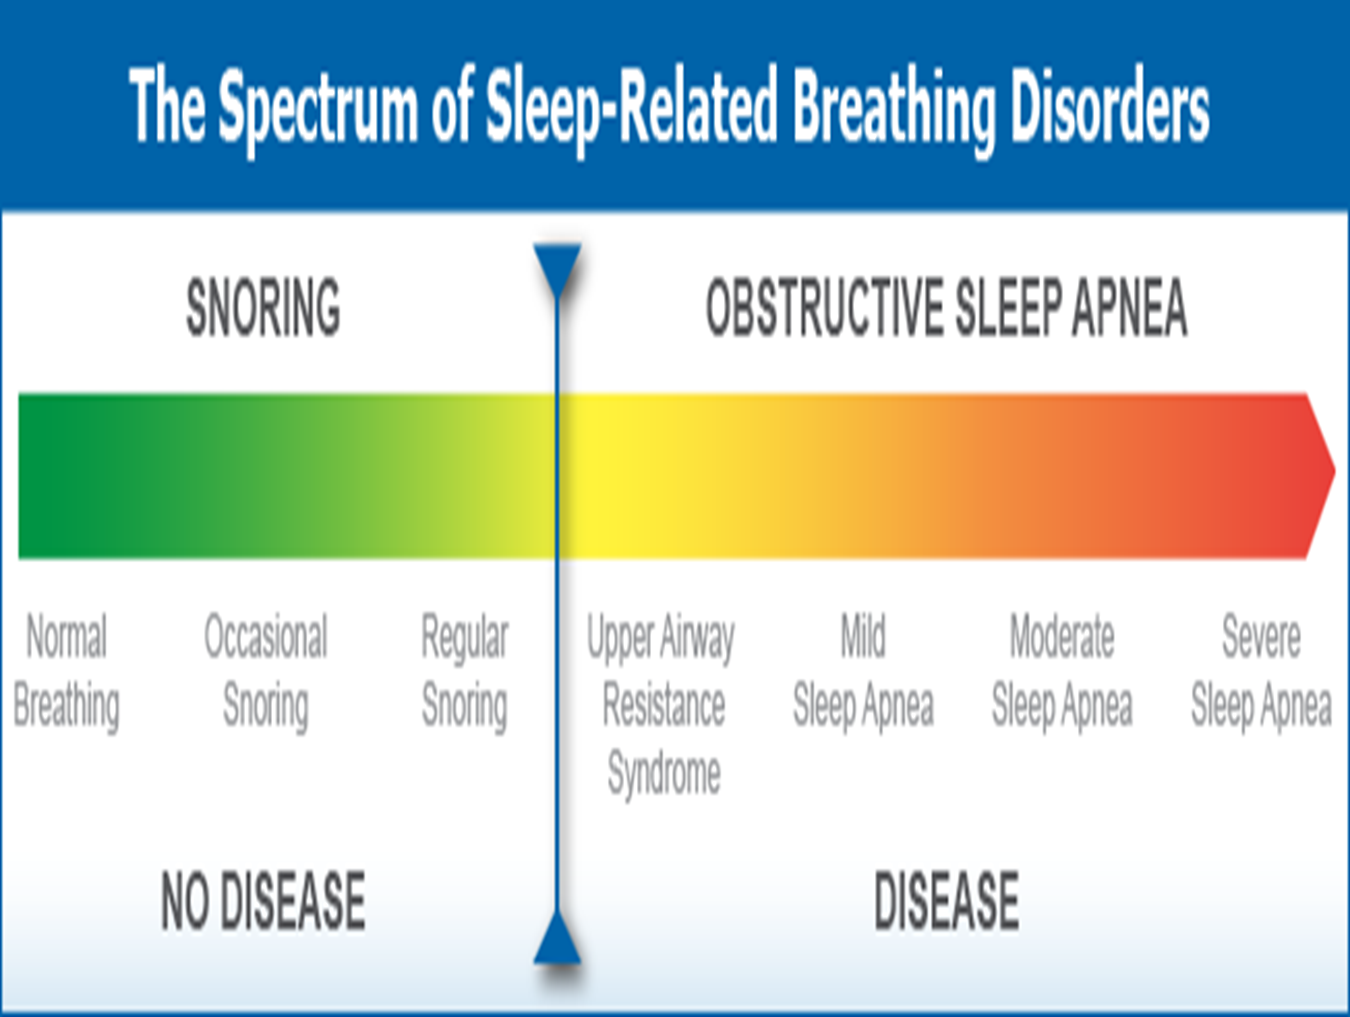 The Spectrum of Sleep-Related Breathing Disorders
SNORING
OBSTRUCTIVE SLEEP APNEA
Normal
Breathing
Occasional
Snoring
Regular
Snoring
Upper Airway
Resistance
Syndrome
Mild
Sleep Apnea
Moderate
Sleep Apnea
Severe
Sleep Apnea
NO DISEASE
DISEASE